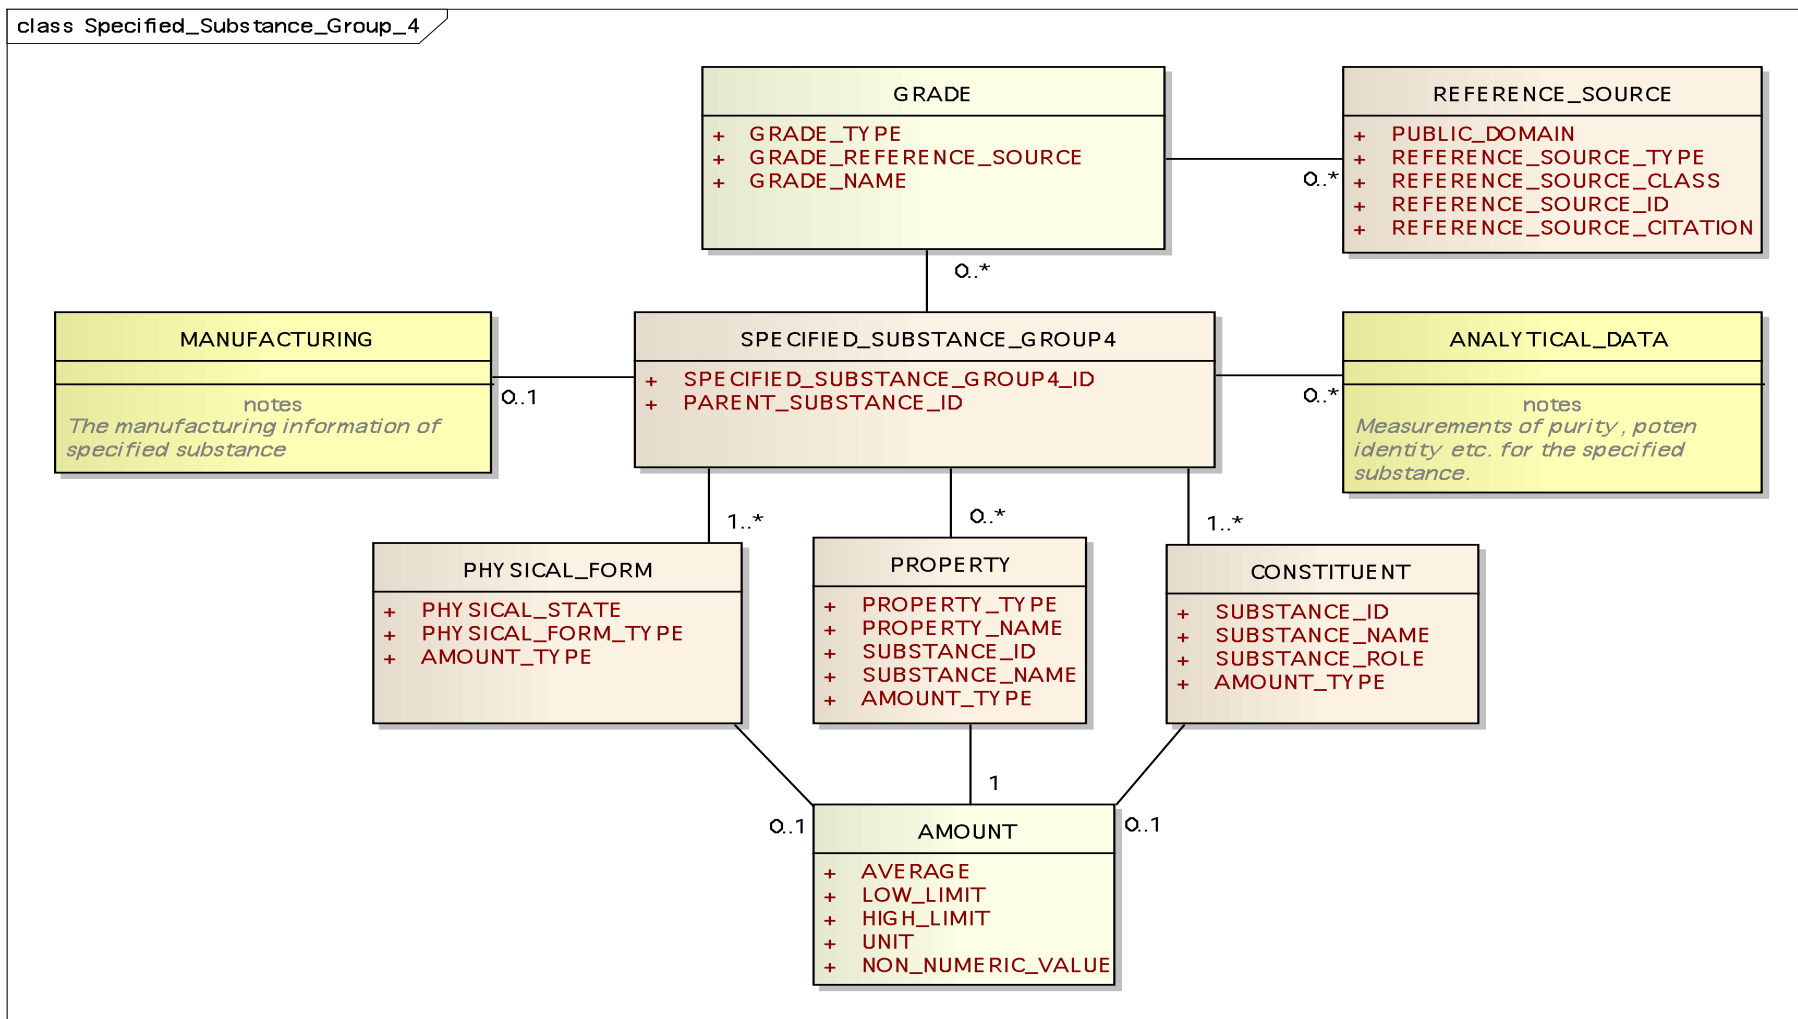 class Specified_Substance_Group_4
GRADE
+ GRADE_TYPE
+ GRADE_REFERENCE_SOURCE
+ GRADE_NAME
REFERENCE_SOURCE
+ PUBLIC_DOMAIN
+ REFERENCE_SOURCE_TYPE
+ REFERENCE_SOURCE_CLASS
+ REFERENCE_SOURCE_ID
+ REFERENCE_SOURCE_CITATION
0..*
0..*
MANUFACTURING
notes
The manufacturing information of
specified substance
0..1
SPECIFIED_SUBSTANCE_GROUP4
+ SPECIFIED_SUBSTANCE_GROUP4_ID
+ PARENT_SUBSTANCE_ID
0..*
ANALYTICAL_DATA
notes
Measurements of purity, poten
identity etc. for the specified
substance.
1..*
0..*
1..*
PHYSICAL_FORM
+ PHYSICAL_STATE
+ PHYSICAL_FORM_TYPE
+ AMOUNT_TYPE
PROPERTY
+ PROPERTY_TYPE
+ PROPERTY_NAME
+ SUBSTANCE_ID
+ SUBSTANCE_NAME
+ AMOUNT_TYPE
CONSTITUENT
+ SUBSTANCE_ID
+ SUBSTANCE_NAME
+ SUBSTANCE_ROLE
+ AMOUNT_TYPE
1
0..1
0..1
AMOUNT
+ AVERAGE
+ LOW_LIMIT
+ HIGH_LIMIT
+ UNIT
+ NON_NUMERIC_VALUE